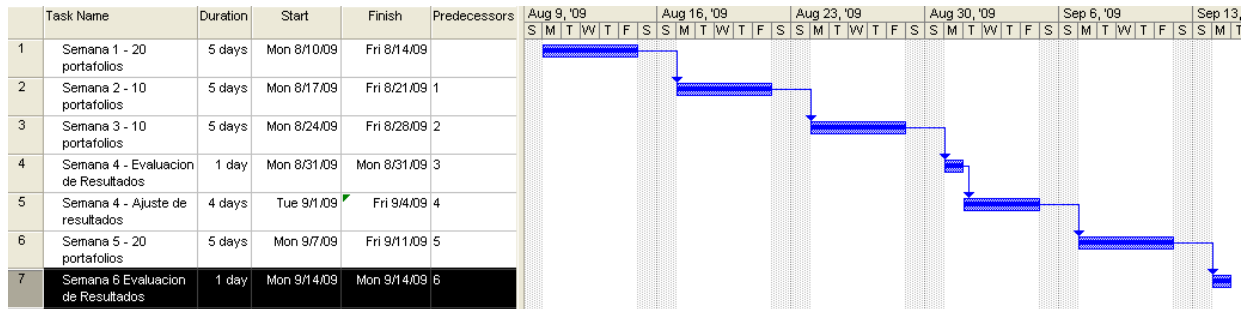 Task Name Duration Start Finish Predecessors Aug 9, '09 Aug 16, '09 Aug 23, '09 Aug 30, '09 Sep 6, '09 Sep 13,
S M T W T F S S M T W T F S S M T W T F S S M T W T F S S M T W T F S S M T
1 Semana 1 - 20 5 days Mon 8/10/09 Fri 8/14/09
portafolios
2 Semana 2 - 10 5 days Mon 8/17/09 Fri 8/21/09 1
portafolios
3 Semana 3 - 10 5 days Mon 8/24/09 Fri 8/28/09 2
portafolios
4 Semana 4 - Evaluacion 1 day Mon 8/31/09 Mon 8/31/09 3
de Resultados
5 Semana 4 - Ajuste de 4 days Tue 9/1/09 Fri 9/4/09 4
resultados
6 Semana 5 - 20 5 days Mon 9/7/09 Fri 9/11/09 5
portafolios
7 Semana 6 Evaluacion 1 day Mon 9/14/09 Mon 9/14/09 6
de Resultados